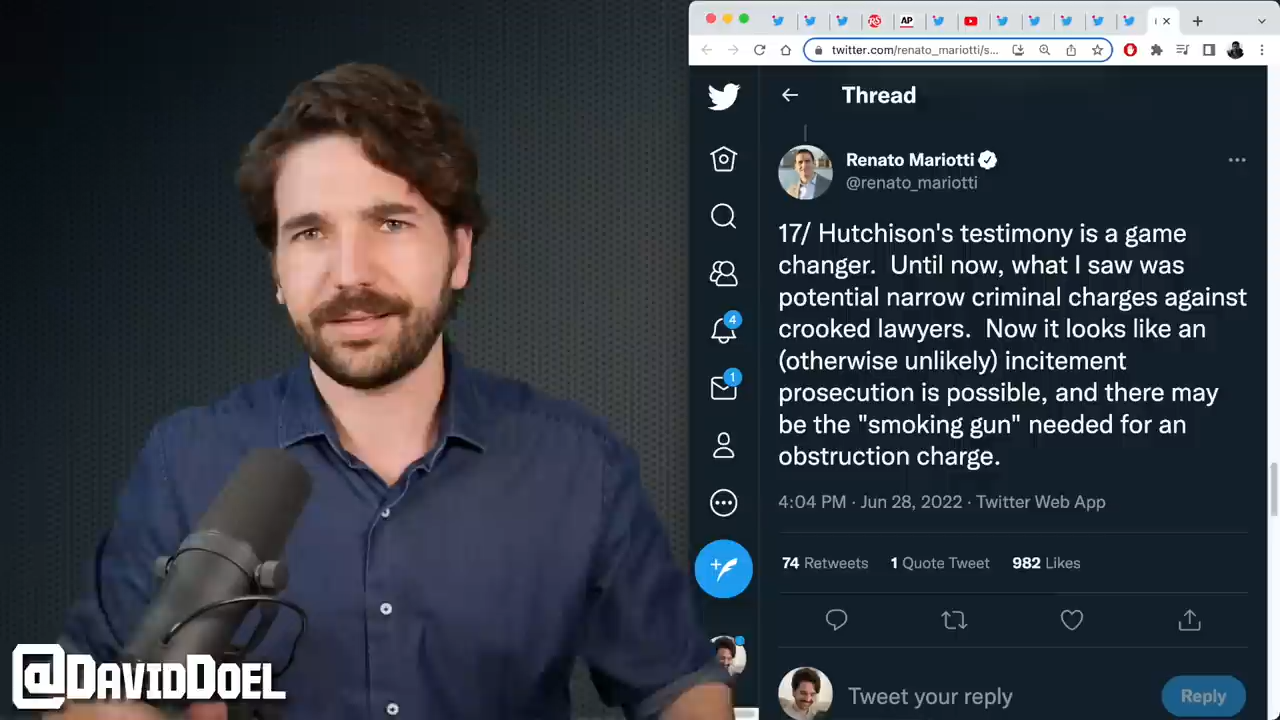 twitter.com/renato_mariotti/s...
Thread
Renato Mariotti
@renato_mariotti
17/ Hutchison's testimony is a game
changer.  Until now, what I saw was
potential narrow criminal charges against
crooked lawyers.  Now it looks like an
(otherwise unlikely) incitement
prosecution is possible, and there may
be the "smoking gun" needed for an
obstruction charge.
4:04 PM · Jun 28, 2022 · Twitter Web App
74 Retweets 1 Quote Tweet 982 Likes
Tweet your reply
Reply
4
1
AP
RS
@DAVIDDOEL